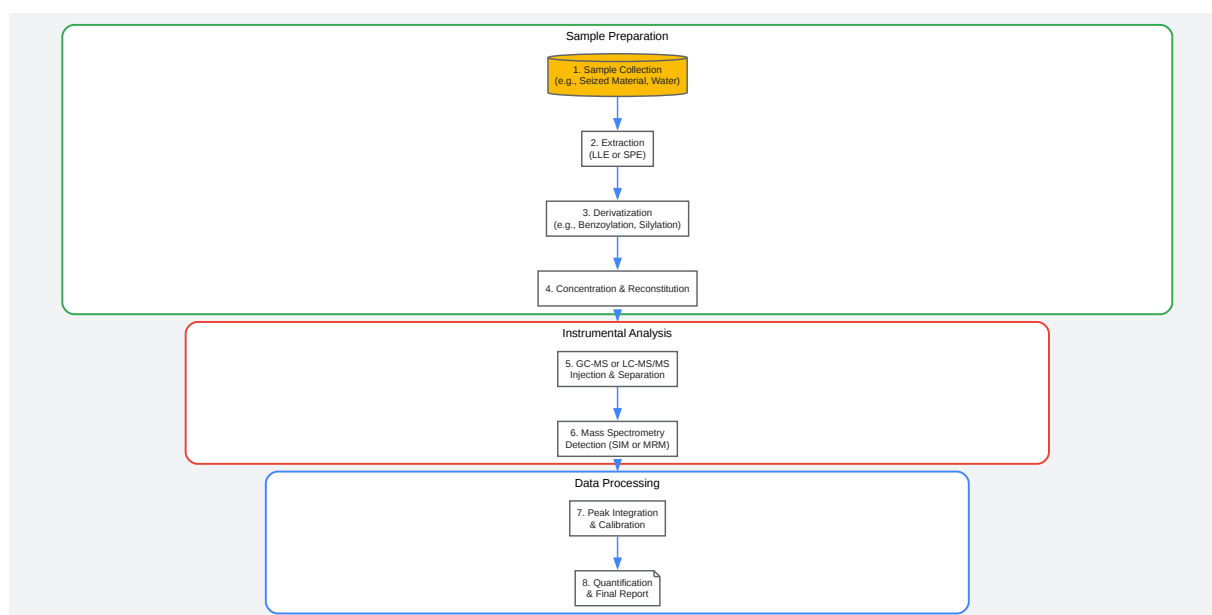 Sample Preparation
1. Sample Collection
(e.g., Seized Material, Water)
2. Extraction
(LLE or SPE)
3. Derivatization
(e.g., Benzoylation, Silylation)
4. Concentration & Reconstitution
Instrumental Analysis
5. GC-MS or LC-MS/MS
Injection & Separation
6. Mass Spectrometry
Detection (SIM or MRM)
Data Processing
7. Peak Integration
& Calibration
8. Quantification
& Final Report